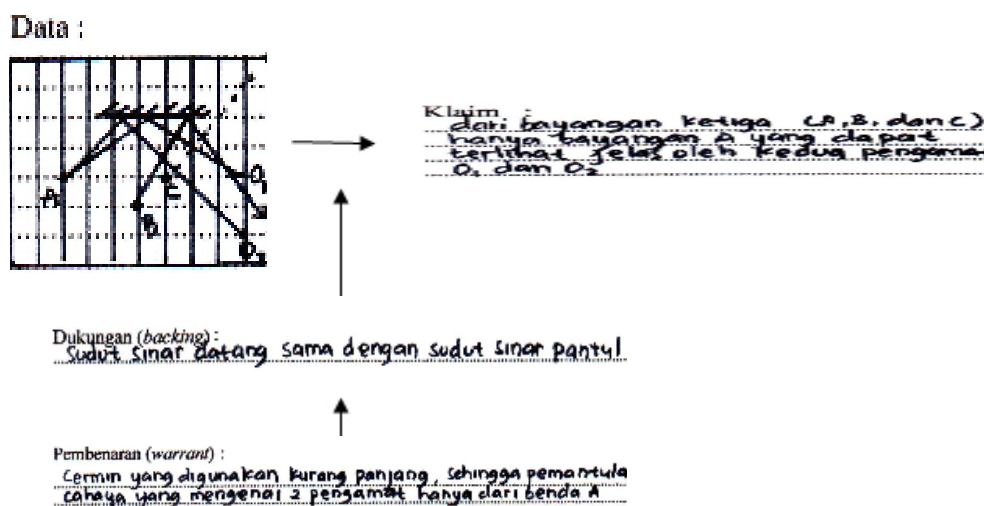 Data :
A
B
C
O₁
O₂
Klaim :
dari bayangan ketiga (A, B, dan C)
hanya bayangan A yang dapat
terlihat jelas oleh kedua pengama
O₁ dan O₂
Dukungan (backing) :
Sudut sinar datang sama dengan sudut sinar pantul
Pembenaran (warrant) :
Cermin yang digunakan kurang panjang, sehingga pemantula
cahaya yang mengenai 2 pengamat hanya dari benda A